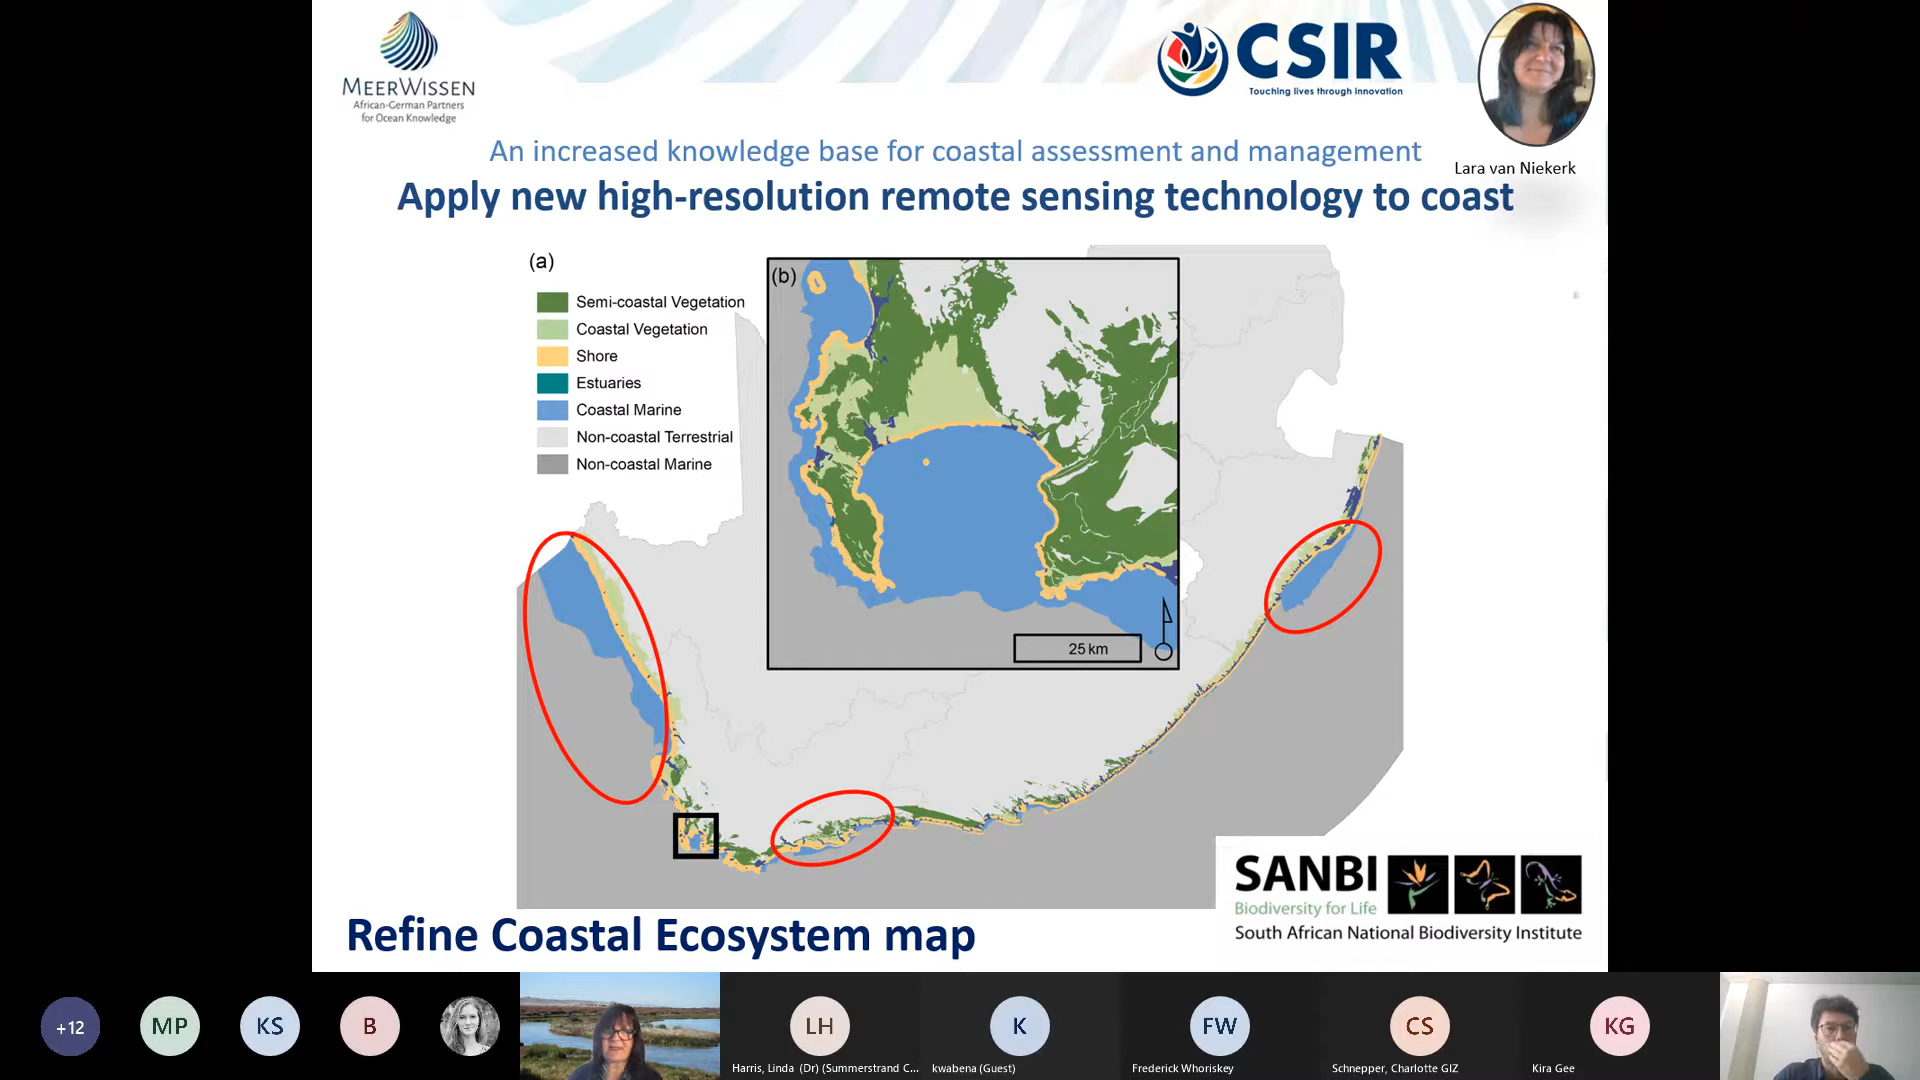 MEERWISSEN
African-German Partners
for Ocean Knowledge
CSIR
Touching lives through innovation
Lara van Niekerk
An increased knowledge base for coastal assessment and management
Apply new high-resolution remote sensing technology to coast
(a)
Semi-coastal Vegetation
Coastal Vegetation
Shore
Estuaries
Coastal Marine
Non-coastal Terrestrial
Non-coastal Marine
(b)
25 km
SANBI
Biodiversity for Life
South African National Biodiversity Institute
Refine Coastal Ecosystem map
+12
MP
KS
B
LH
K
FW
CS
KG
Harris, Linda (Dr) (Summerstrand C...
kwabena (Guest)
Frederick Whoriskey
Schnepper, Charlotte GIZ
Kira Gee